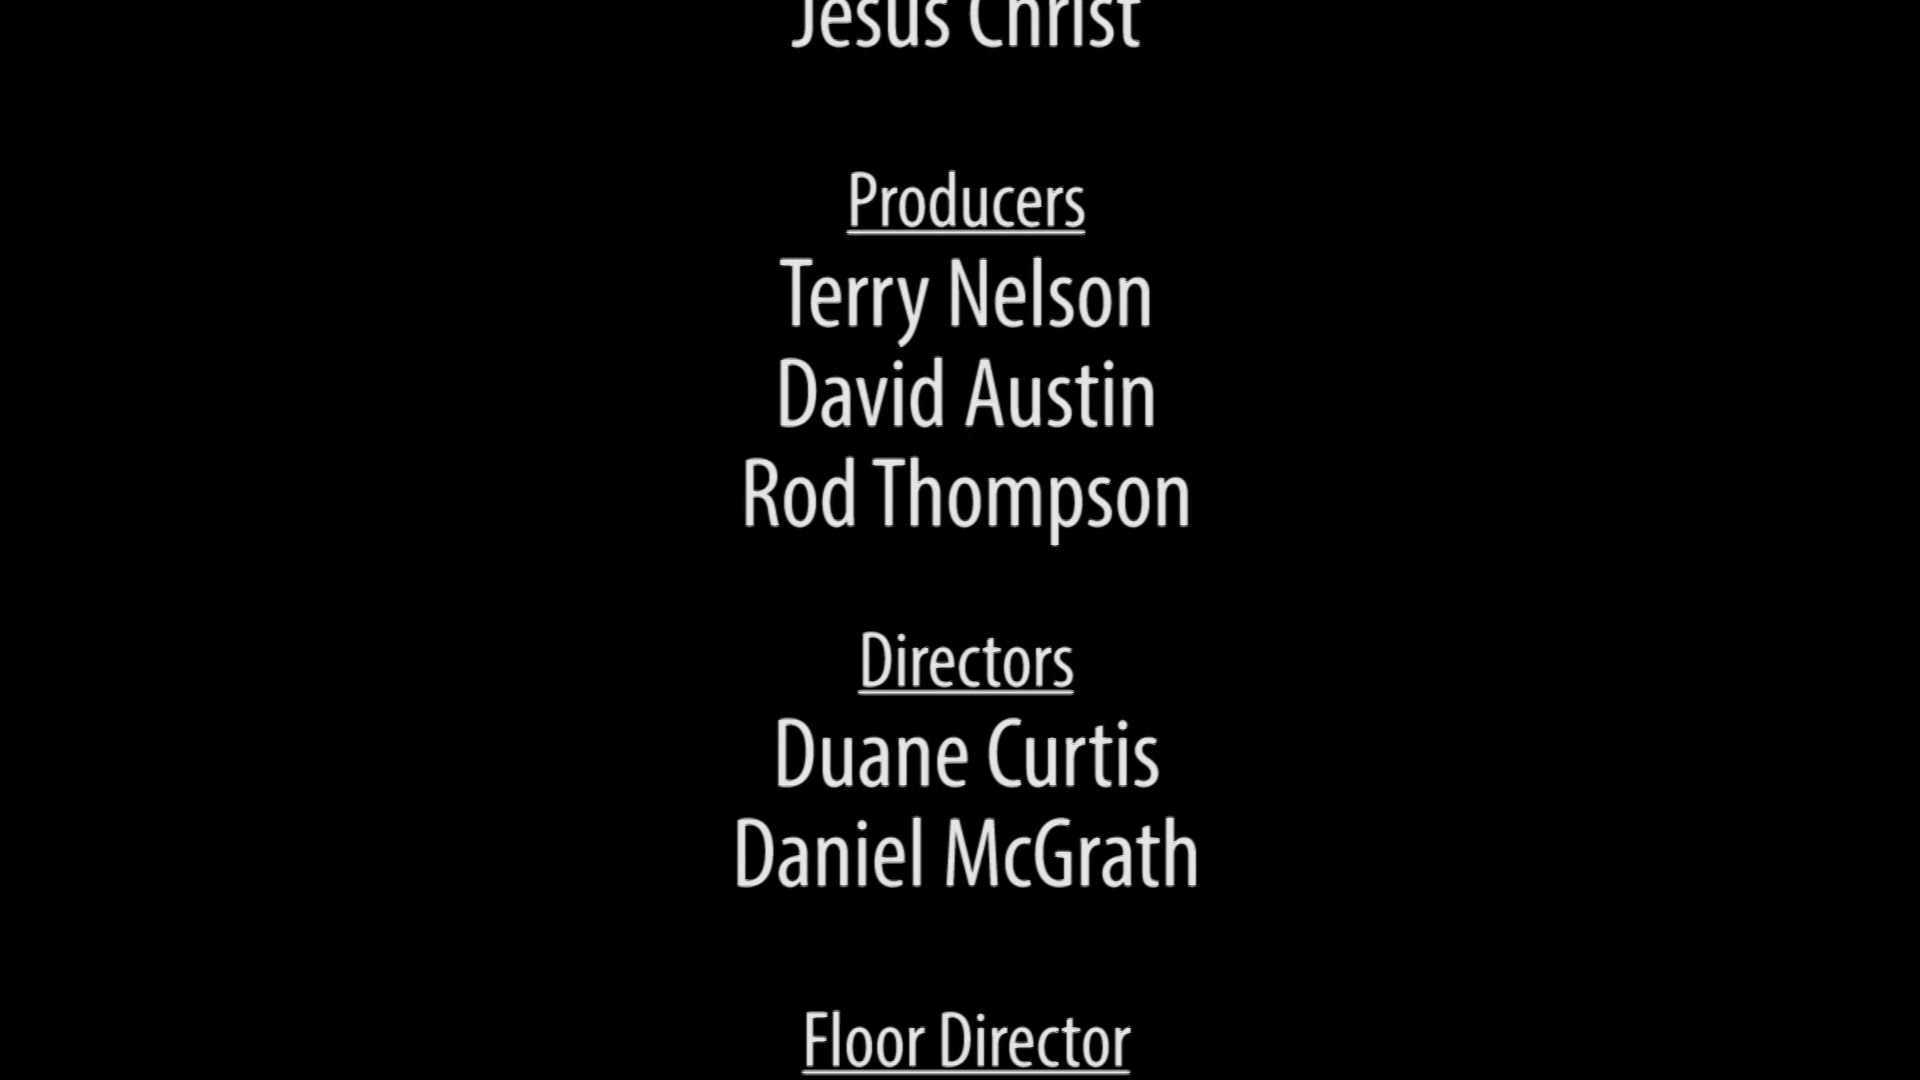 Jesus Christ
Producers
Terry Nelson
David Austin
Rod Thompson
Directors
Duane Curtis
Daniel McGrath
Floor Director